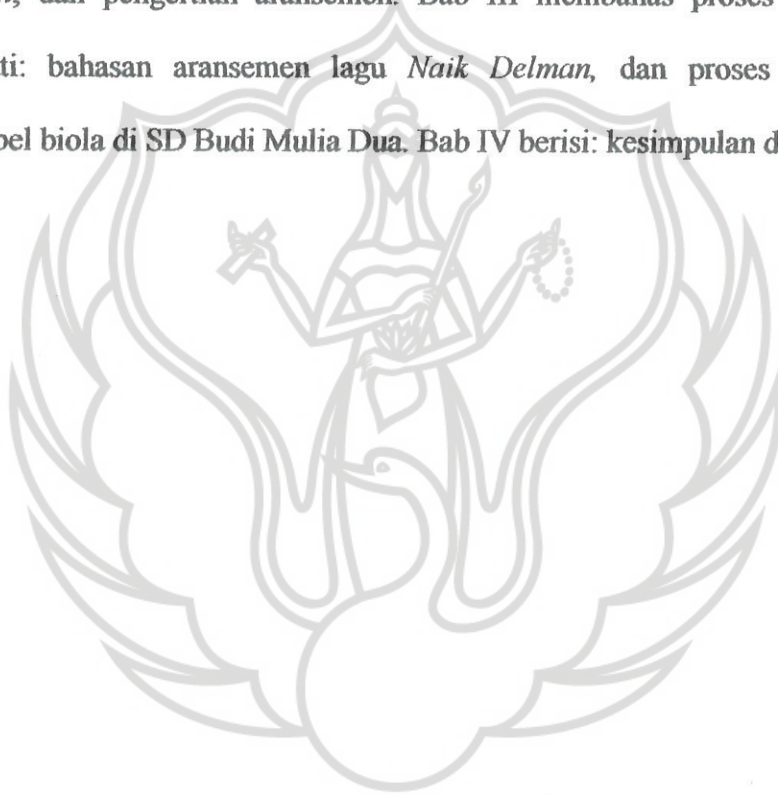 dan pengertian aransemen. Bab III membahas proses
ti: bahasan aransemen lagu Naik Delman, dan proses
bel biola di SD Budi Mulia Dua. Bab IV berisi: kesimpulan d